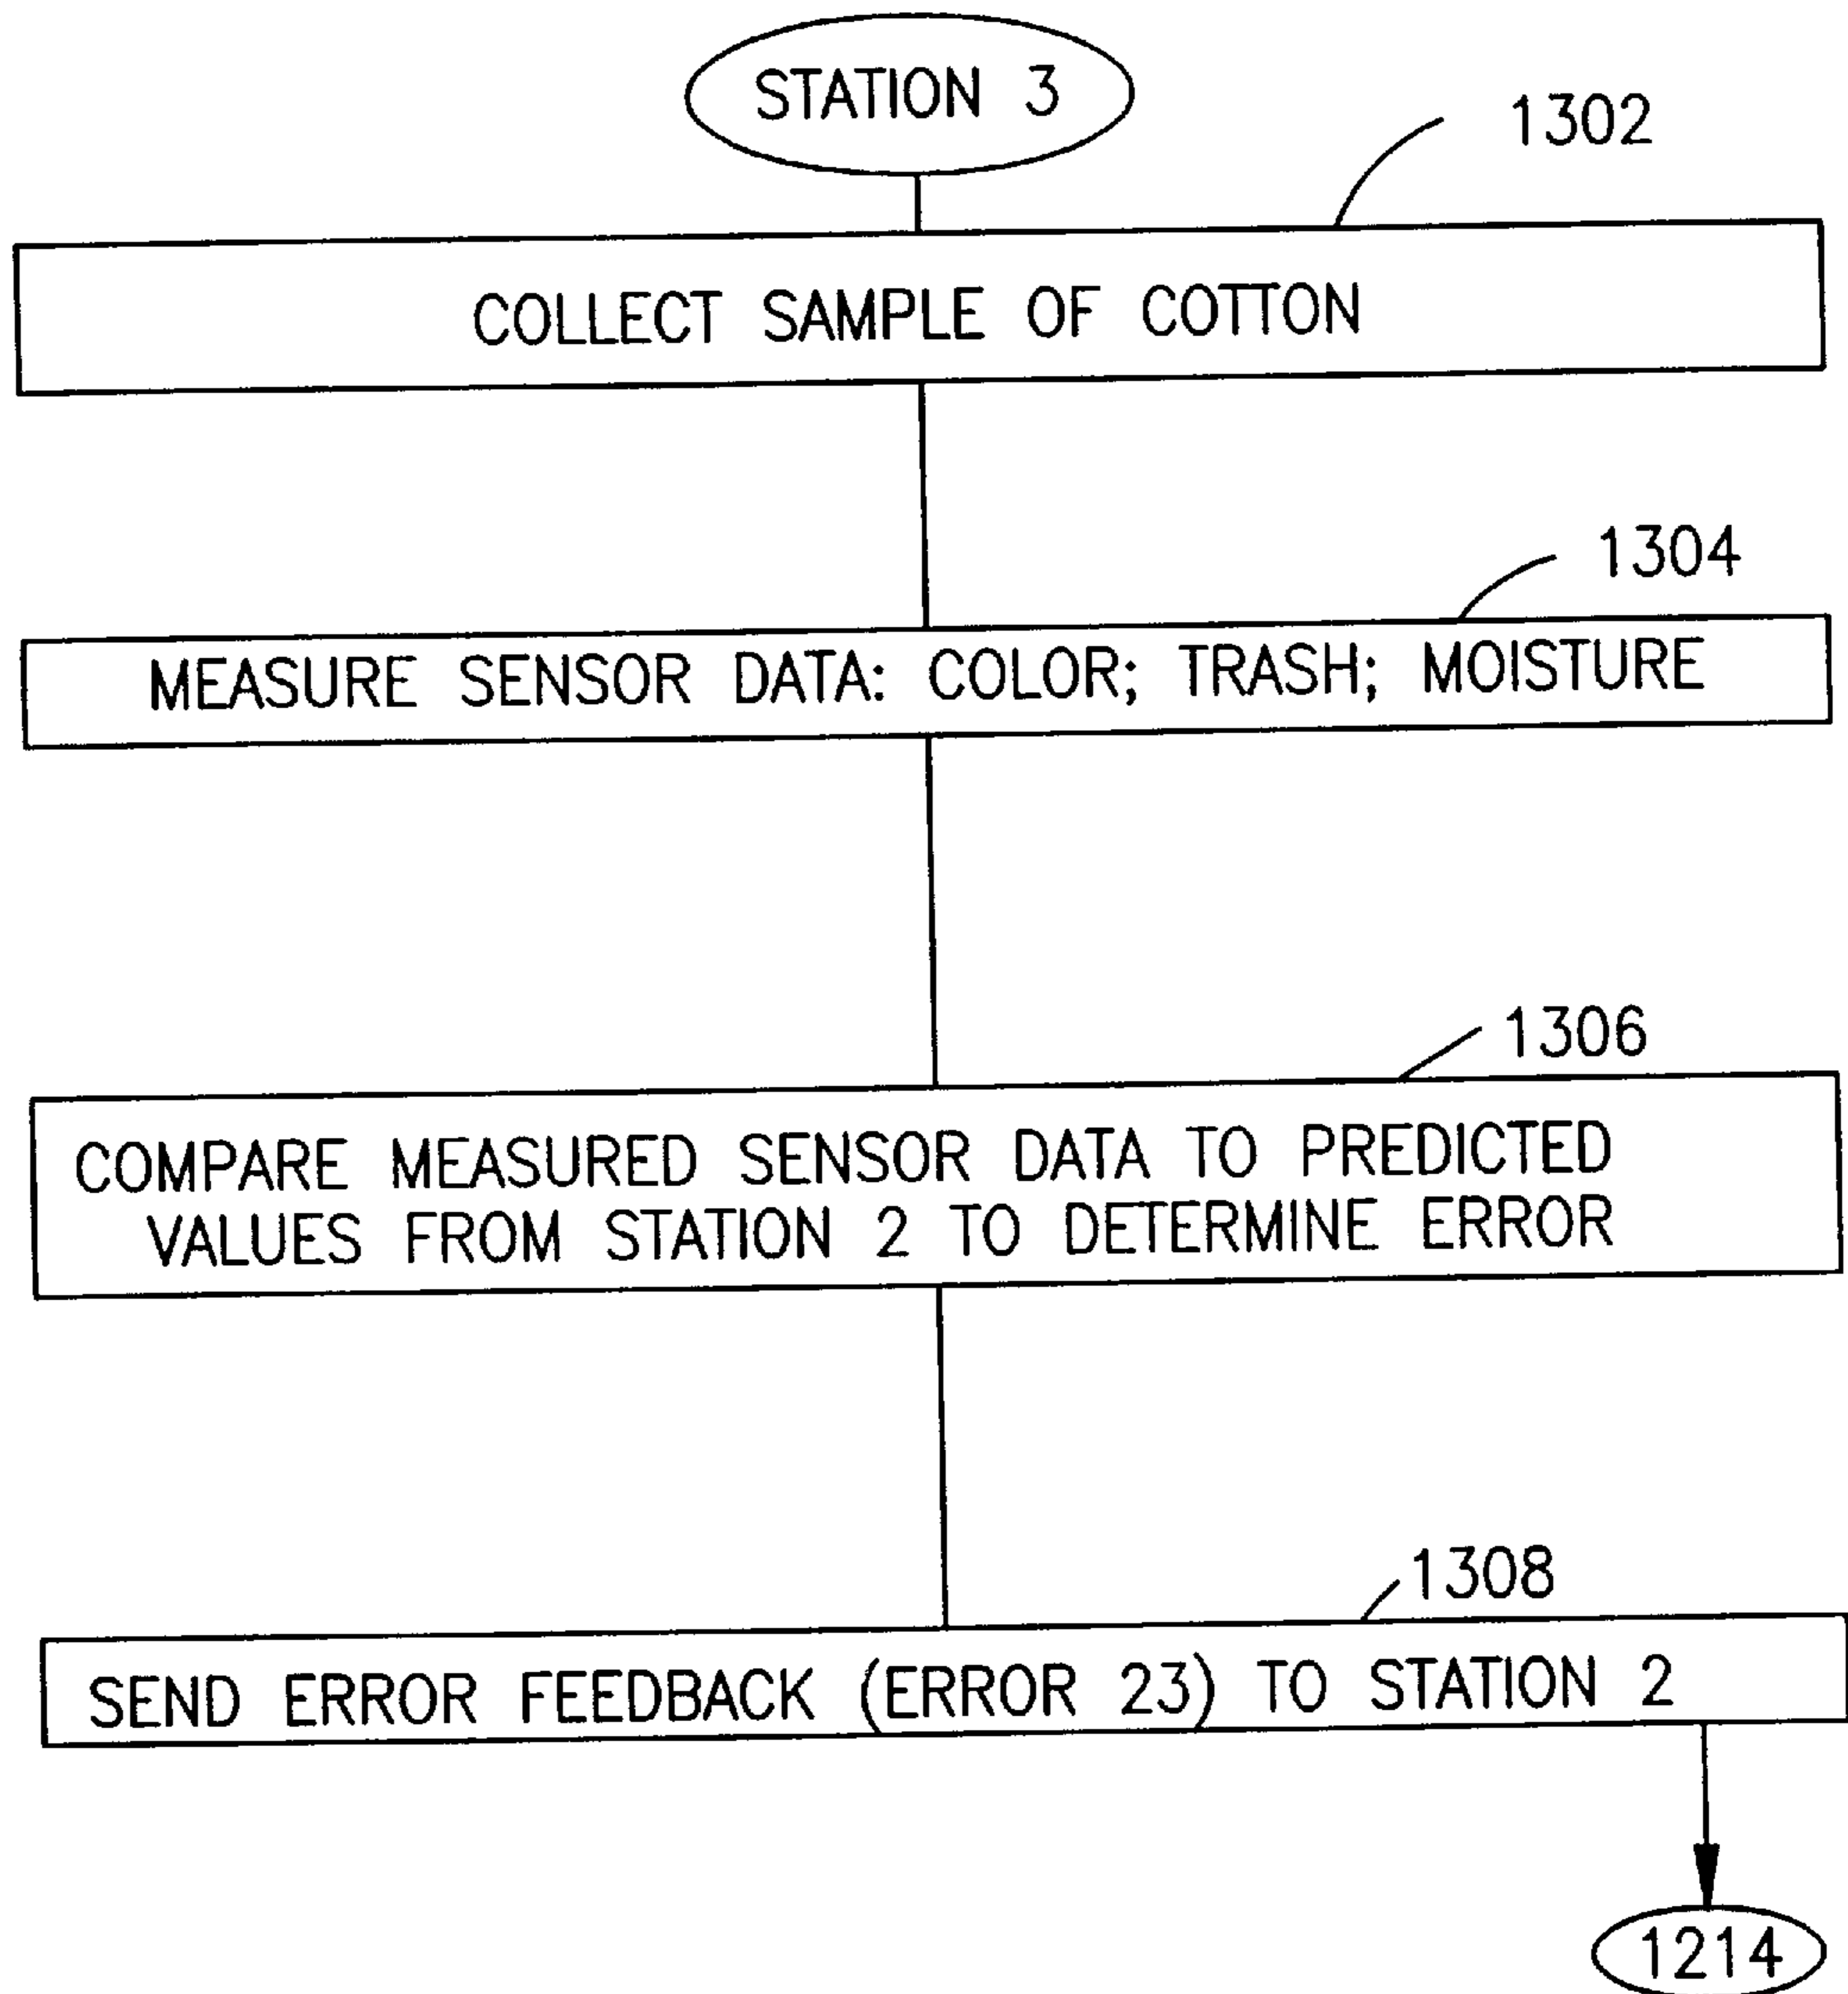 STATION 3
1302
COLLECT SAMPLE OF COTTON
1304
MEASURE SENSOR DATA: COLOR; TRASH; MOISTURE
1306
COMPARE MEASURED SENSOR DATA TO PREDICTED
VALUES FROM STATION 2 TO DETERMINE ERROR
1308
SEND ERROR FEEDBACK (ERROR 23) TO STATION 2
1214